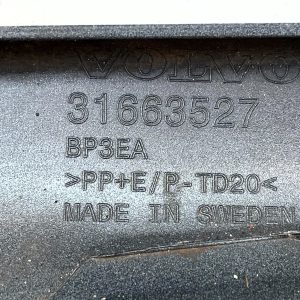 VOLVO
31663527
BP3EA
>PP+E/P-TD20<
MADE IN SWEDEN